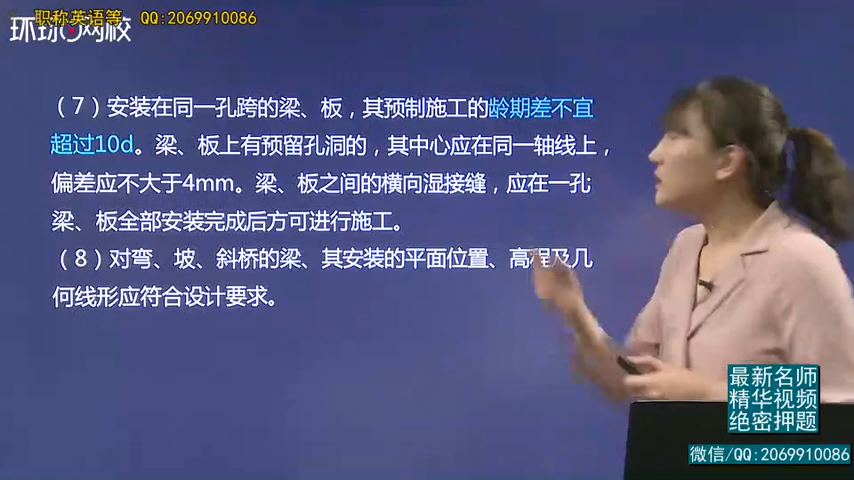 职称英语等 QQ:2069910086
环球网校
（7）安装在同一孔跨的梁、板，其预制施工的龄期差不宜
超过10d。梁、板上有预留孔洞的，其中心应在同一轴线上，
偏差应不大于4mm。梁、板之间的横向湿接缝，应在一孔
梁、板全部安装完成后方可进行施工。
（8）对弯、坡、斜桥的梁、其安装的平面位置、高程及几
何线形应符合设计要求。
最新名师
精华视频
绝密押题
微信/QQ:2069910086